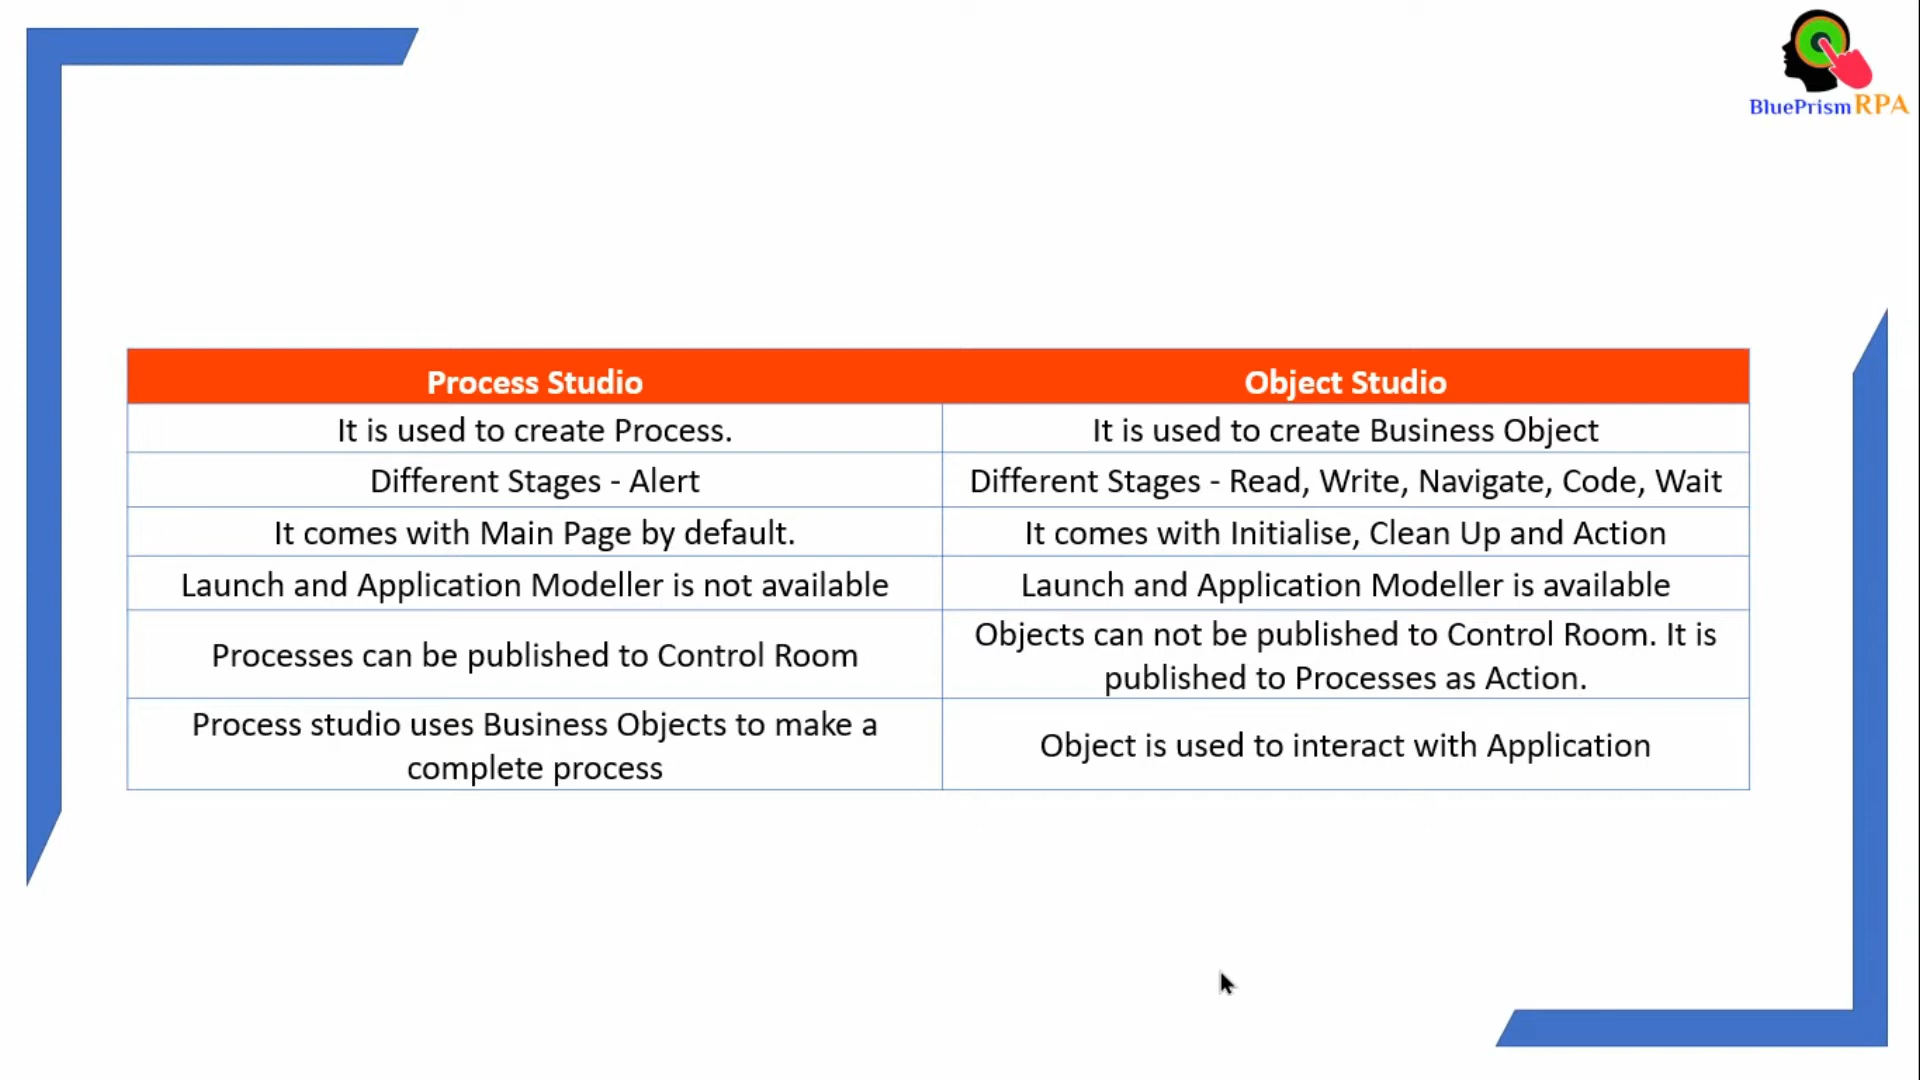 BluePrism RPA
Process Studio
Object Studio
It is used to create Process.
It is used to create Business Object
Different Stages - Alert
Different Stages - Read, Write, Navigate, Code, Wait
It comes with Main Page by default.
It comes with Initialise, Clean Up and Action
Launch and Application Modeller is not available
Launch and Application Modeller is available
Processes can be published to Control Room
Objects can not be published to Control Room. It is
published to Processes as Action.
Process studio uses Business Objects to make a
complete process
Object is used to interact with Application